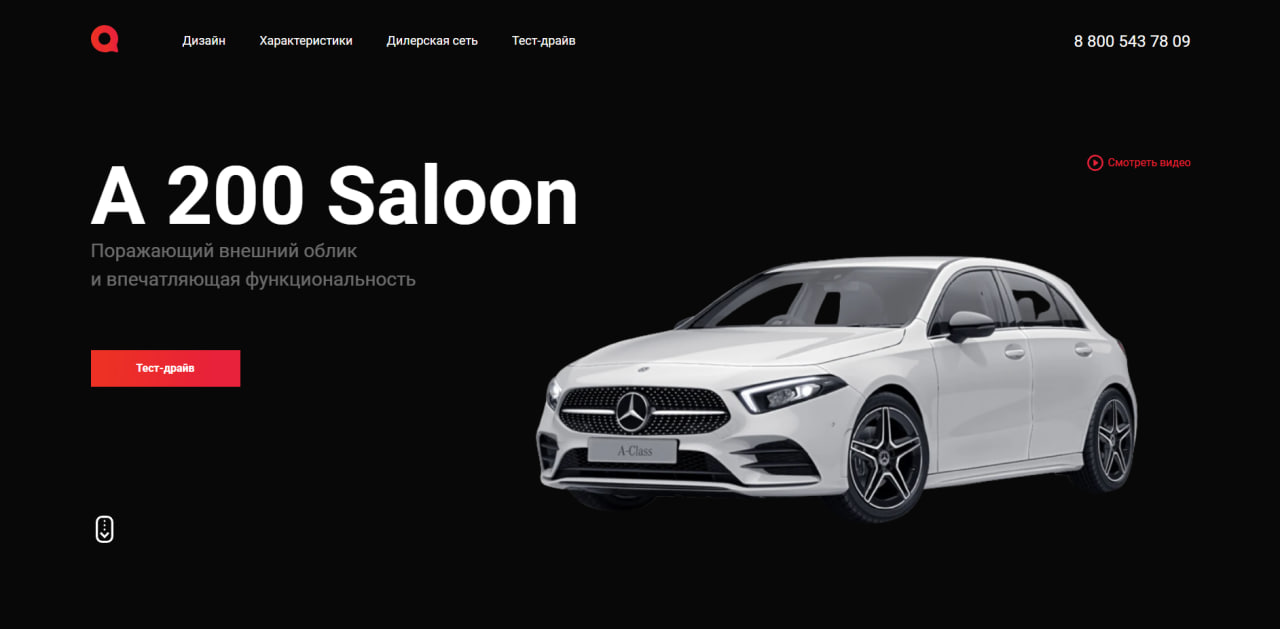 Дизайн Характеристики Дилерская сеть Тест-драйв 8 800 543 78 09
Смотреть видео
A 200 Saloon
Поражающий внешний облик
и впечатляющая функциональность
Тест-драйв
A-Class